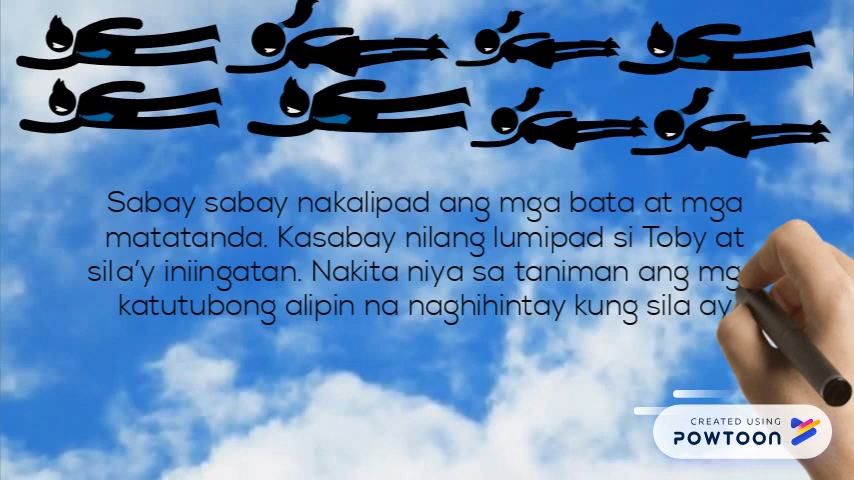 Sabay sabay nakalipad ang mga bata at mga
matatanda. Kasabay nilang lumipad si Toby at
sila'y iniingatan. Nakita niya sa taniman ang mg
katutubong alipin na naghihintay kung sila ay
CREATED USING
POWTOON